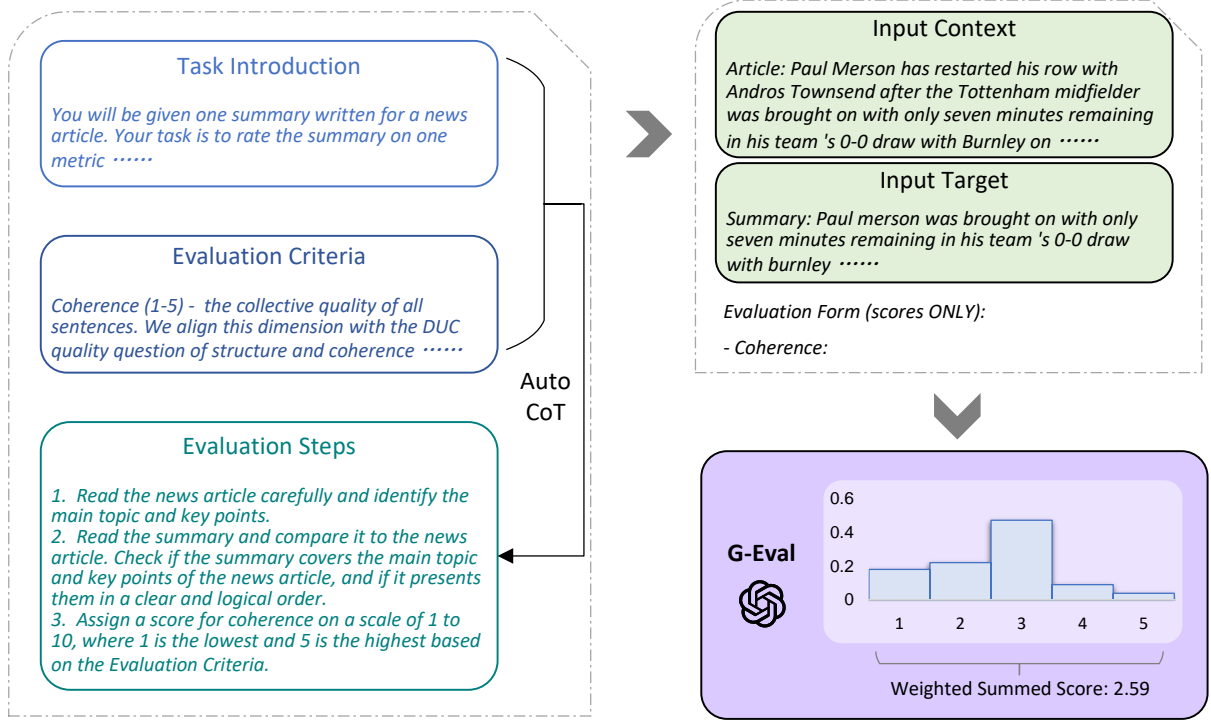 Task Introduction
You will be given one summary written for a news
article. Your task is to rate the summary on one
metric ⋯⋯
Evaluation Criteria
Coherence (1-5) - the collective quality of all
sentences. We align this dimension with the DUC
quality question of structure and coherence ⋯⋯
Auto
CoT
Evaluation Steps
1. Read the news article carefully and identify the
main topic and key points.
2. Read the summary and compare it to the news
article. Check if the summary covers the main topic
and key points of the news article, and if it presents
them in a clear and logical order.
3. Assign a score for coherence on a scale of 1 to
10, where 1 is the lowest and 5 is the highest based
on the Evaluation Criteria.
Input Context
Article: Paul Merson has restarted his row with
Andros Townsend after the Tottenham midfielder
was brought on with only seven minutes remaining
in his team 's 0-0 draw with Burnley on ⋯⋯
Input Target
Summary: Paul merson was brought on with only
seven minutes remaining in his team 's 0-0 draw
with burnley ⋯⋯
Evaluation Form (scores ONLY):
- Coherence:
G-Eval
0.6
0.4
0.2
0
1 2 3 4 5
Weighted Summed Score: 2.59